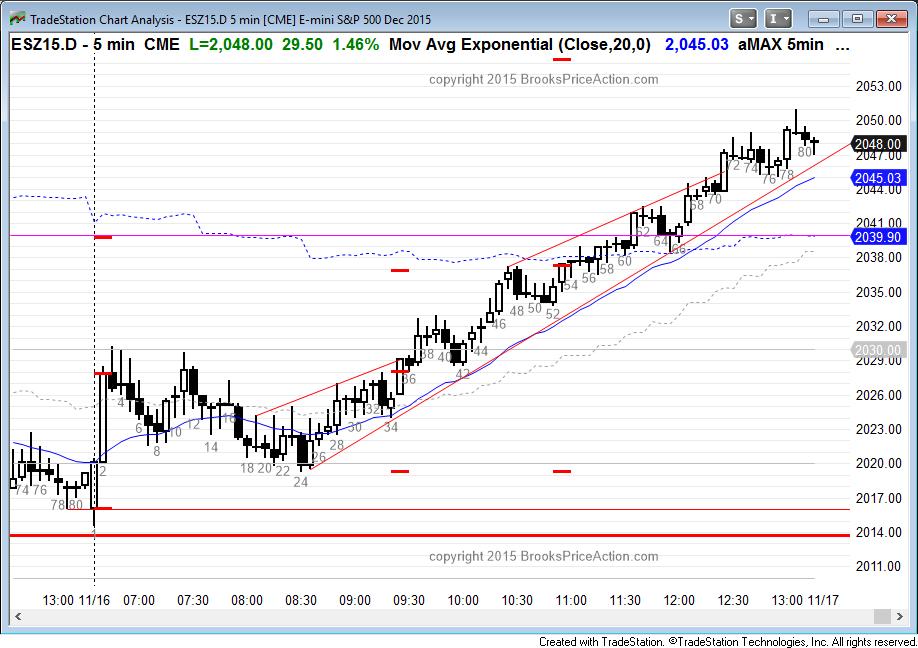 TradeStation Chart Analysis - ESZ15.D 5 min [CME] E-mini S&P 500 Dec 2015
S I
ESZ15.D - 5 min CME L=2,048.00 29.50 1.46% Mov Avg Exponential (Close,20,0) 2,045.03 aMAX 5min ...
copyright 2015 BrooksPriceAction.com
2053.00
2050.00
2048.00
2047.00
2045.03
2044.00
2041.00
2039.90
2038.00
2035.00
2032.00
2030.00
2029.00
2026.00
2023.00
2020.00
2017.00
2014.00
2011.00
74 76 78 80 2 4 6 8 10 12 14 16 18 20 22 24 26 28 30 32 34 36 38 40 42 44 46 48 50 52 54 56 58 60 62 64 66 68 70 72 74 76 78 80
copyright 2015 BrooksPriceAction.com
13:00 11/16 07:00 07:30 08:00 08:30 09:00 09:30 10:00 10:30 11:00 11:30 12:00 12:30 13:00 11/17
Created with TradeStation. ©TradeStation Technologies, Inc. All rights reserved.